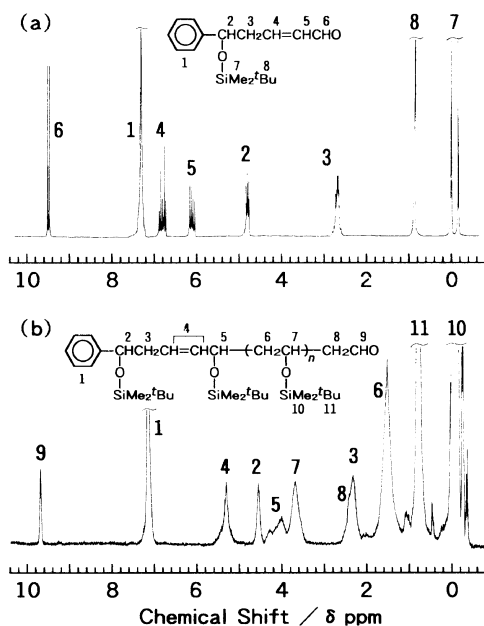 (a)
2 3 4 5 6
CHCH₂CH=CHCHO
O
7 8
SiMe₂ᵗBu
1
8 7
6 1 4 5 2 3
10 8 6 4 2 0
(b)
4
2 3 5 6 7 8 9
CHCH₂CH=CHCH–(CH₂CH)ₙ–CH₂CHO
O O O
1
SiMe₂ᵗBu SiMe₂ᵗBu SiMe₂ᵗBu
10 11
11 10
9 1 4 2 5 7 8 3 6
10 8 6 4 2 0
Chemical Shift / δ ppm